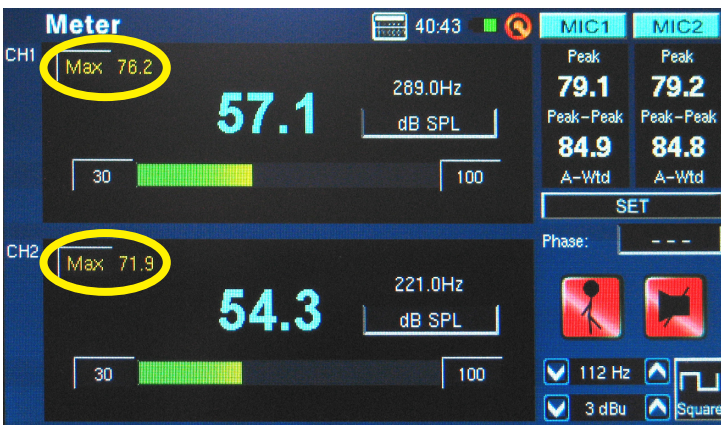 Meter
40:43
MIC1 MIC2
CH1
Max 76.2
57.1
289.0Hz
dB SPL
30
100
Peak Peak
79.1 79.2
Peak-Peak Peak-Peak
84.9 84.8
A-Wtd A-Wtd
SET
CH2
Max 71.9
54.3
221.0Hz
dB SPL
30
100
Phase: ---
112 Hz
3 dBu
Square